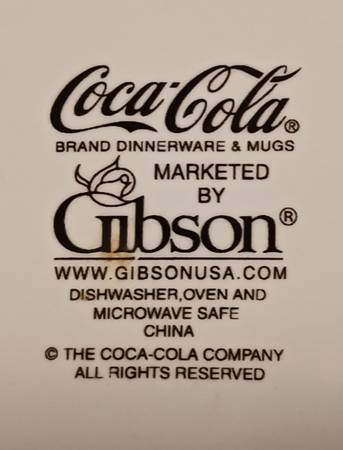 Coca-Cola®
BRAND DINNERWARE & MUGS
MARKETED
BY
Gibson®
WWW.GIBSONUSA.COM
DISHWASHER,OVEN AND
MICROWAVE SAFE
CHINA
© THE COCA-COLA COMPANY
ALL RIGHTS RESERVED